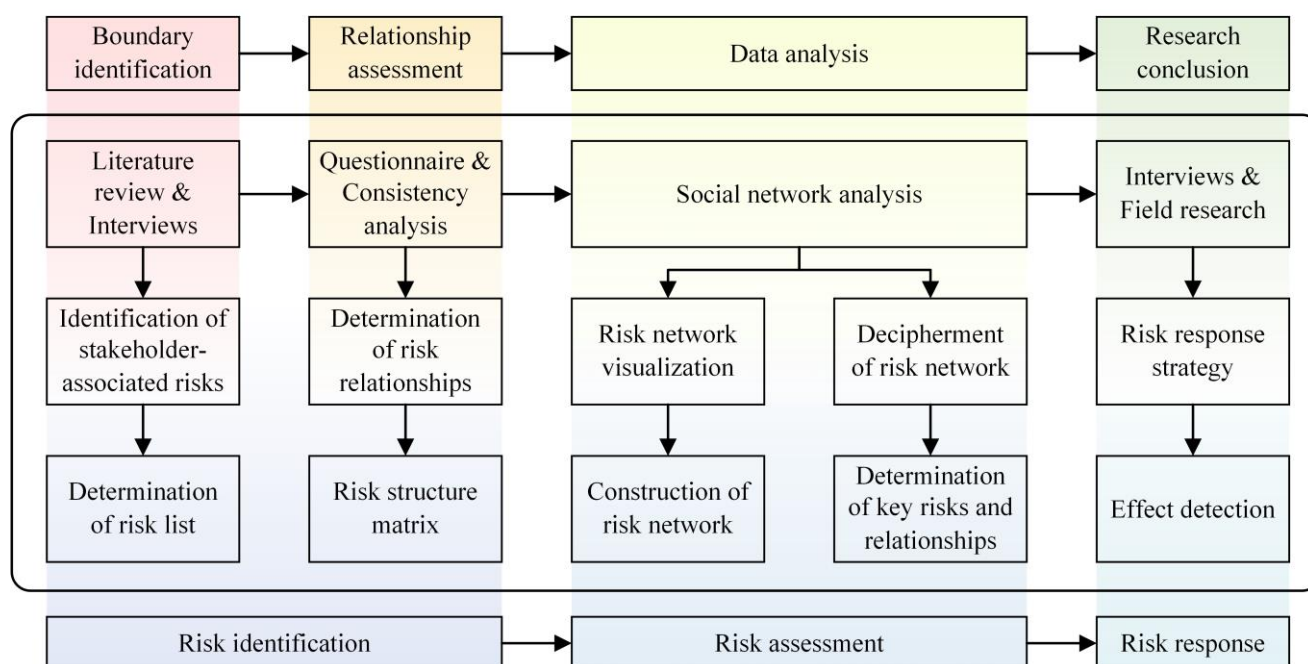 Boundary
identification
Relationship
assessment
Data analysis
Research
conclusion
Literature
review &
Interviews
Questionnaire &
Consistency
analysis
Social network analysis
Interviews &
Field research
Identification of
stakeholder-
associated risks
Determination
of risk
relationships
Risk network
visualization
Decipherment
of risk network
Risk response
strategy
Determination
of risk list
Risk structure
matrix
Construction of
risk network
Determination
of key risks and
relationships
Effect detection
Risk identification
Risk assessment
Risk response